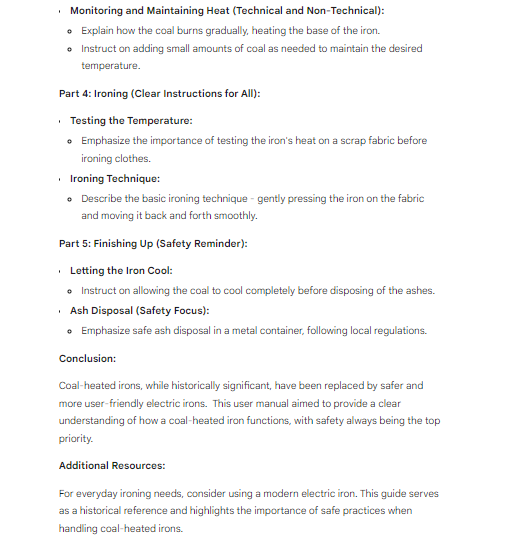 Monitoring and Maintaining Heat (Technical and Non-Technical):
Explain how the coal burns gradually, heating the base of the iron.
Instruct on adding small amounts of coal as needed to maintain the desired
temperature.
Part 4: Ironing (Clear Instructions for All):
Testing the Temperature:
Emphasize the importance of testing the iron's heat on a scrap fabric before
ironing clothes.
Ironing Technique:
Describe the basic ironing technique - gently pressing the iron on the fabric
and moving it back and forth smoothly.
Part 5: Finishing Up (Safety Reminder):
Letting the Iron Cool:
Instruct on allowing the coal to cool completely before disposing of the ashes.
Ash Disposal (Safety Focus):
Emphasize safe ash disposal in a metal container, following local regulations.
Conclusion:
Coal-heated irons, while historically significant, have been replaced by safer and
more user-friendly electric irons. This user manual aimed to provide a clear
understanding of how a coal-heated iron functions, with safety always being the top
priority.
Additional Resources:
For everyday ironing needs, consider using a modern electric iron. This guide serves
as a historical reference and highlights the importance of safe practices when
handling coal-heated irons.